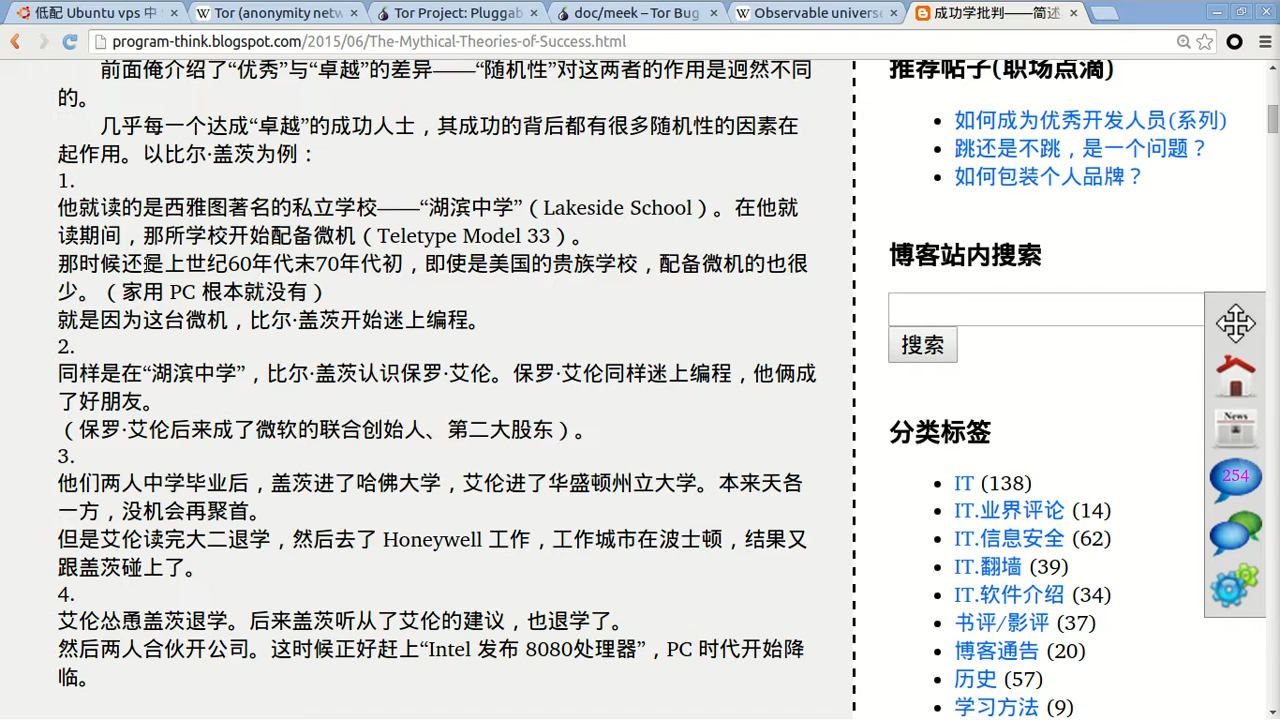 低配 Ubuntu vps 中
Tor (anonymity netw
Tor Project: Pluggab
doc/meek – Tor Bug
Observable universe
成功学批判——简述
program-think.blogspot.com/2015/06/The-Mythical-Theories-of-Success.html
前面俺介绍了“优秀”与“卓越”的差异——“随机性”对这两者的作用是迥然不同
的。
几乎每一个达成“卓越”的成功人士，其成功的背后都有很多随机性的因素在
起作用。以比尔·盖茨为例：
1.
他就读的是西雅图著名的私立学校——“湖滨中学”（Lakeside School）。在他就
读期间，那所学校开始配备微机（Teletype Model 33）。
那时候还是上世纪60年代末70年代初，即使是美国的贵族学校，配备微机的也很
少。（家用 PC 根本就没有）
就是因为这台微机，比尔·盖茨开始迷上编程。
2.
同样是在“湖滨中学”，比尔·盖茨认识保罗·艾伦。保罗·艾伦同样迷上编程，他俩成
了好朋友。
（保罗·艾伦后来成了微软的联合创始人、第二大股东）。
3.
他们两人中学毕业后，盖茨进了哈佛大学，艾伦进了华盛顿州立大学。本来天各
一方，没机会再聚首。
但是艾伦读完大二退学，然后去了 Honeywell 工作，工作城市在波士顿，结果又
跟盖茨碰上了。
4.
艾伦怂恿盖茨退学。后来盖茨听从了艾伦的建议，也退学了。
然后两人合伙开公司。这时候正好赶上“Intel 发布 8080处理器”，PC 时代开始降
临。
推荐帖子(职场点滴)
如何成为优秀开发人员(系列)
跳还是不跳，是一个问题？
如何包装个人品牌？
博客站内搜索
搜索
分类标签
IT (138)
IT.业界评论 (14)
IT.信息安全 (62)
IT.翻墙 (39)
IT.软件介绍 (34)
书评/影评 (37)
博客通告 (20)
历史 (57)
学习方法 (9)
News
254